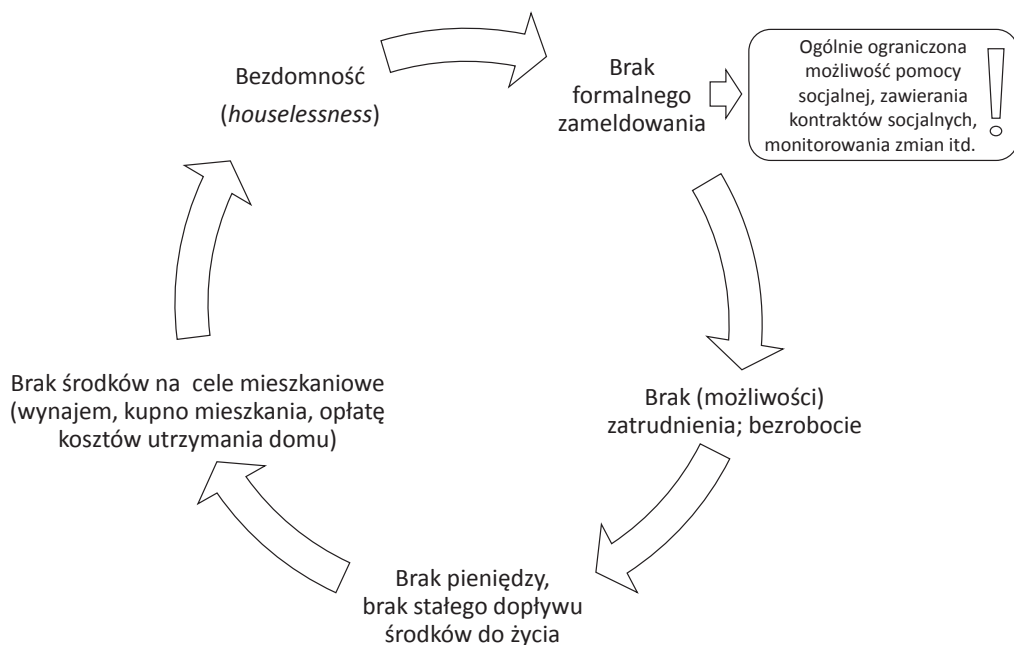 Bezdomność
(houselessness)
Brak
formalnego
zameldowania
Ogólnie ograniczona
możliwość pomocy
socjalnej, zawierania
kontraktów socjalnych,
monitorowania zmian itd.
!
Brak (możliwości)
zatrudnienia; bezrobocie
Brak pieniędzy,
brak stałego dopływu
środków do życia
Brak środków na cele mieszkaniowe
(wynajem, kupno mieszkania, opłatę
kosztów utrzymania domu)